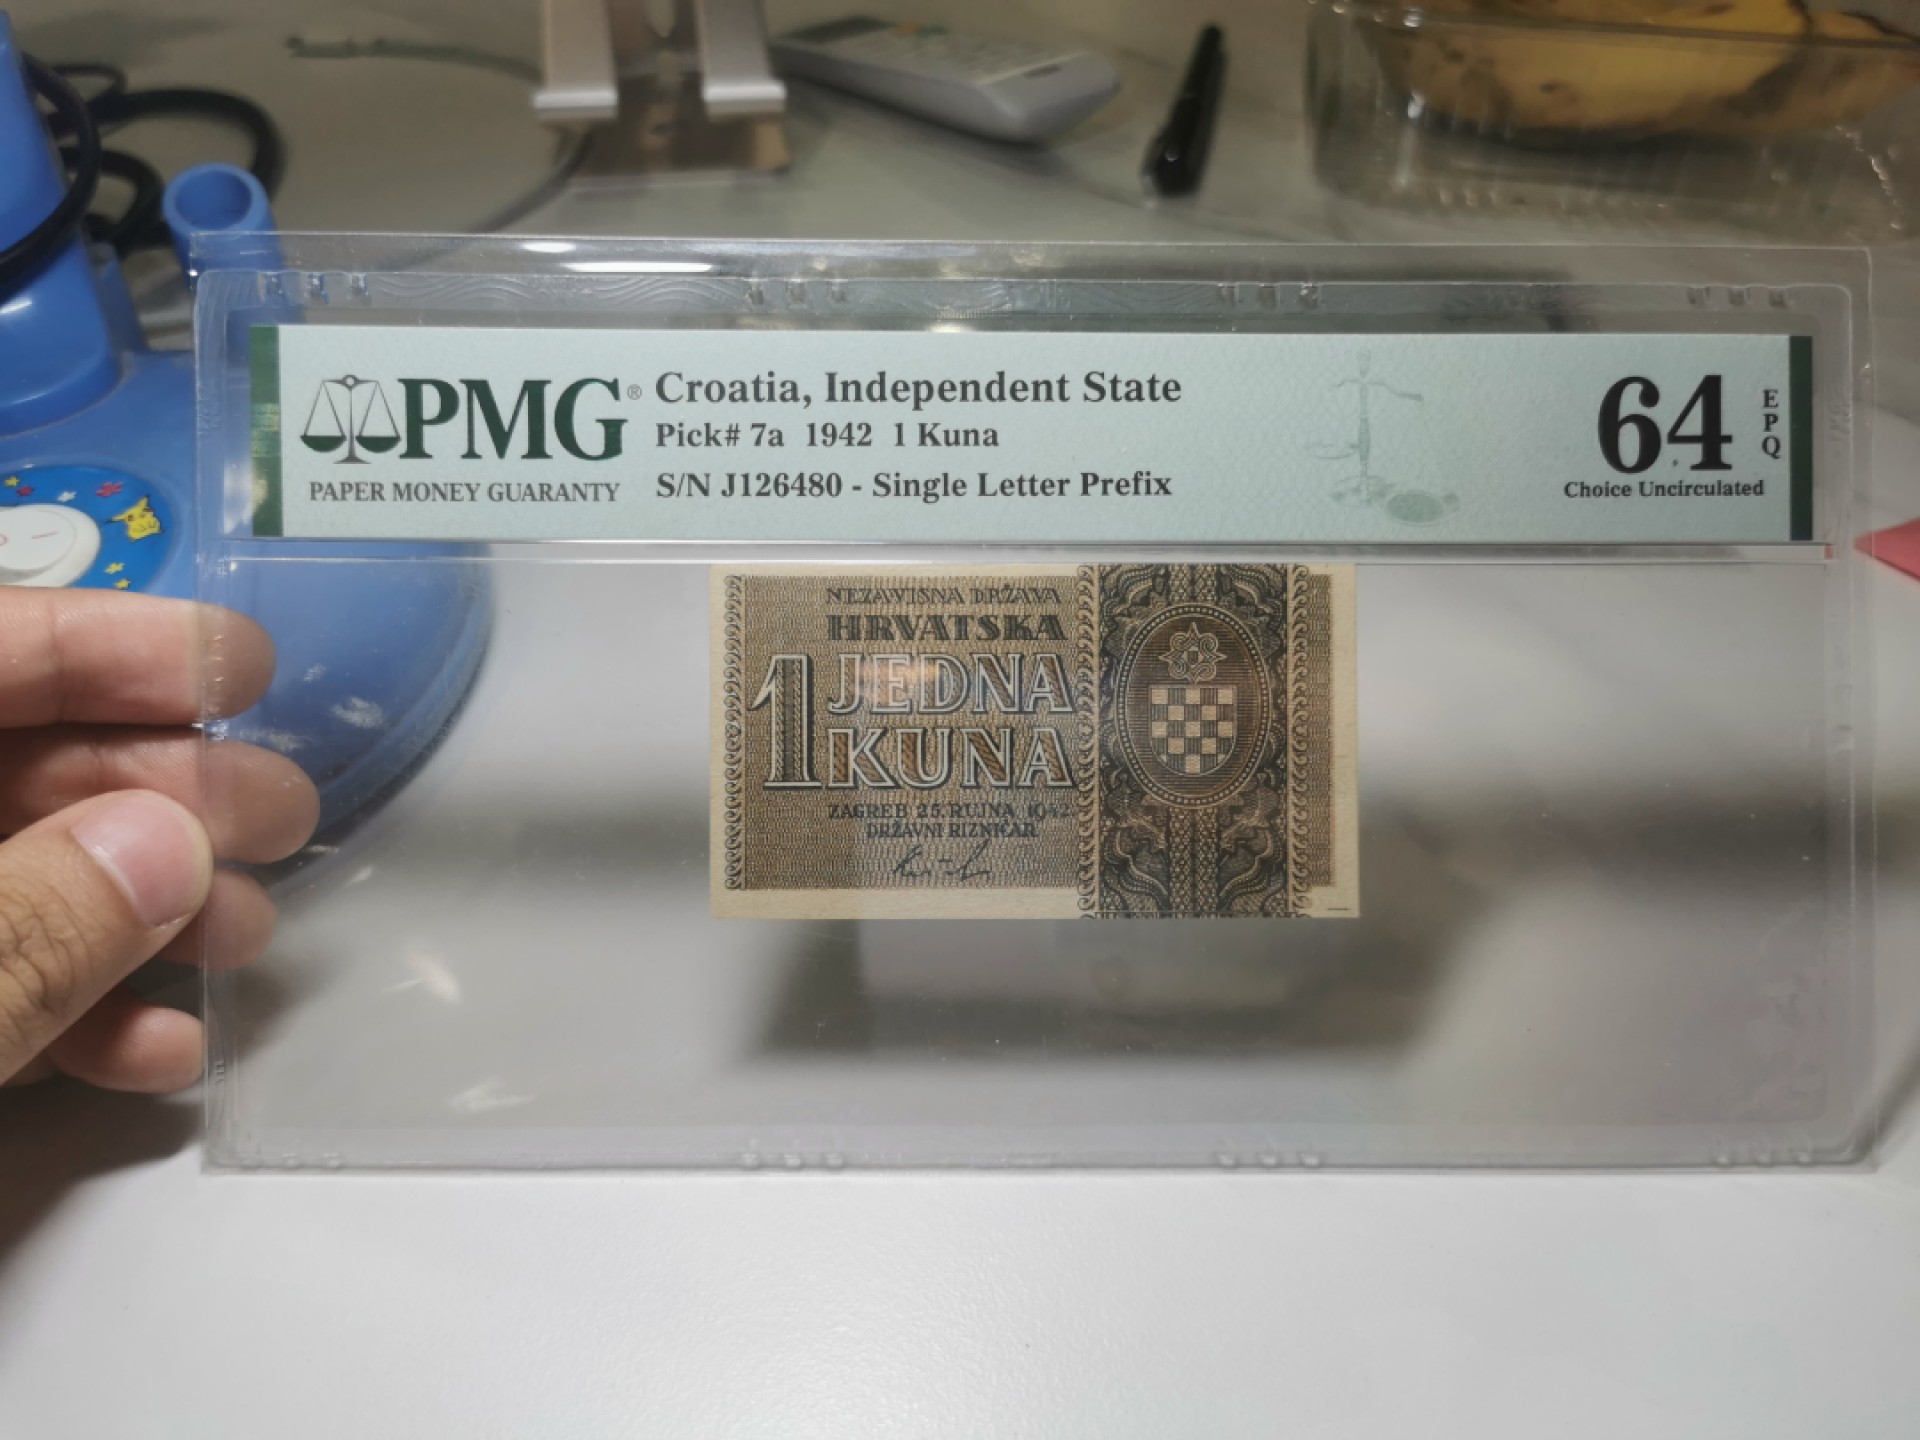 PMG®
PAPER MONEY GUARANTY
Croatia, Independent State
Pick# 7a 1942 1 Kuna
S/N J126480 - Single Letter Prefix
64
EPQ
Choice Uncirculated
NEZAVISNA DRŽAVA
HRVATSKA
1 JEDNA
KUNA
ZAGREB 25. RUJNA 1942.
DRŽAVNI RIZNIČAR